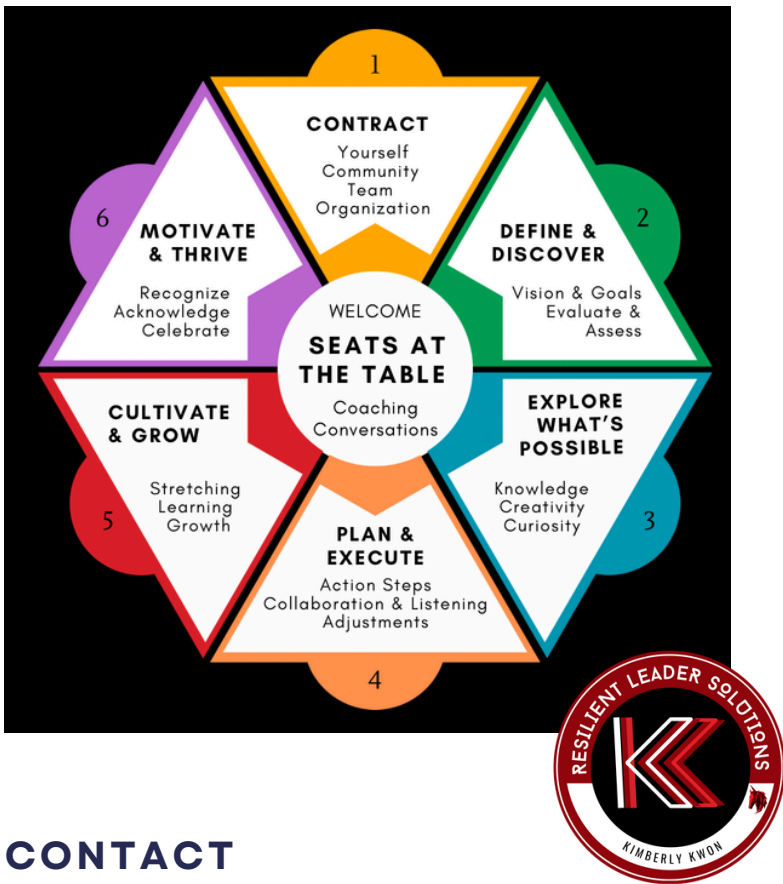 1
CONTRACT
Yourself
Community
Team
Organization
2
DEFINE &
DISCOVER
Vision & Goals
Evaluate &
Assess
3
EXPLORE
WHAT'S
POSSIBLE
Knowledge
Creativity
Curiosity
4
PLAN &
EXECUTE
Action Steps
Collaboration & Listening
Adjustments
5
CULTIVATE
& GROW
Stretching
Learning
Growth
6
MOTIVATE
& THRIVE
Recognize
Acknowledge
Celebrate
WELCOME
SEATS AT
THE TABLE
Coaching
Conversations
RESILIENT LEADER SOLUTIONS
KK
KIMBERLY KWON
CONTACT